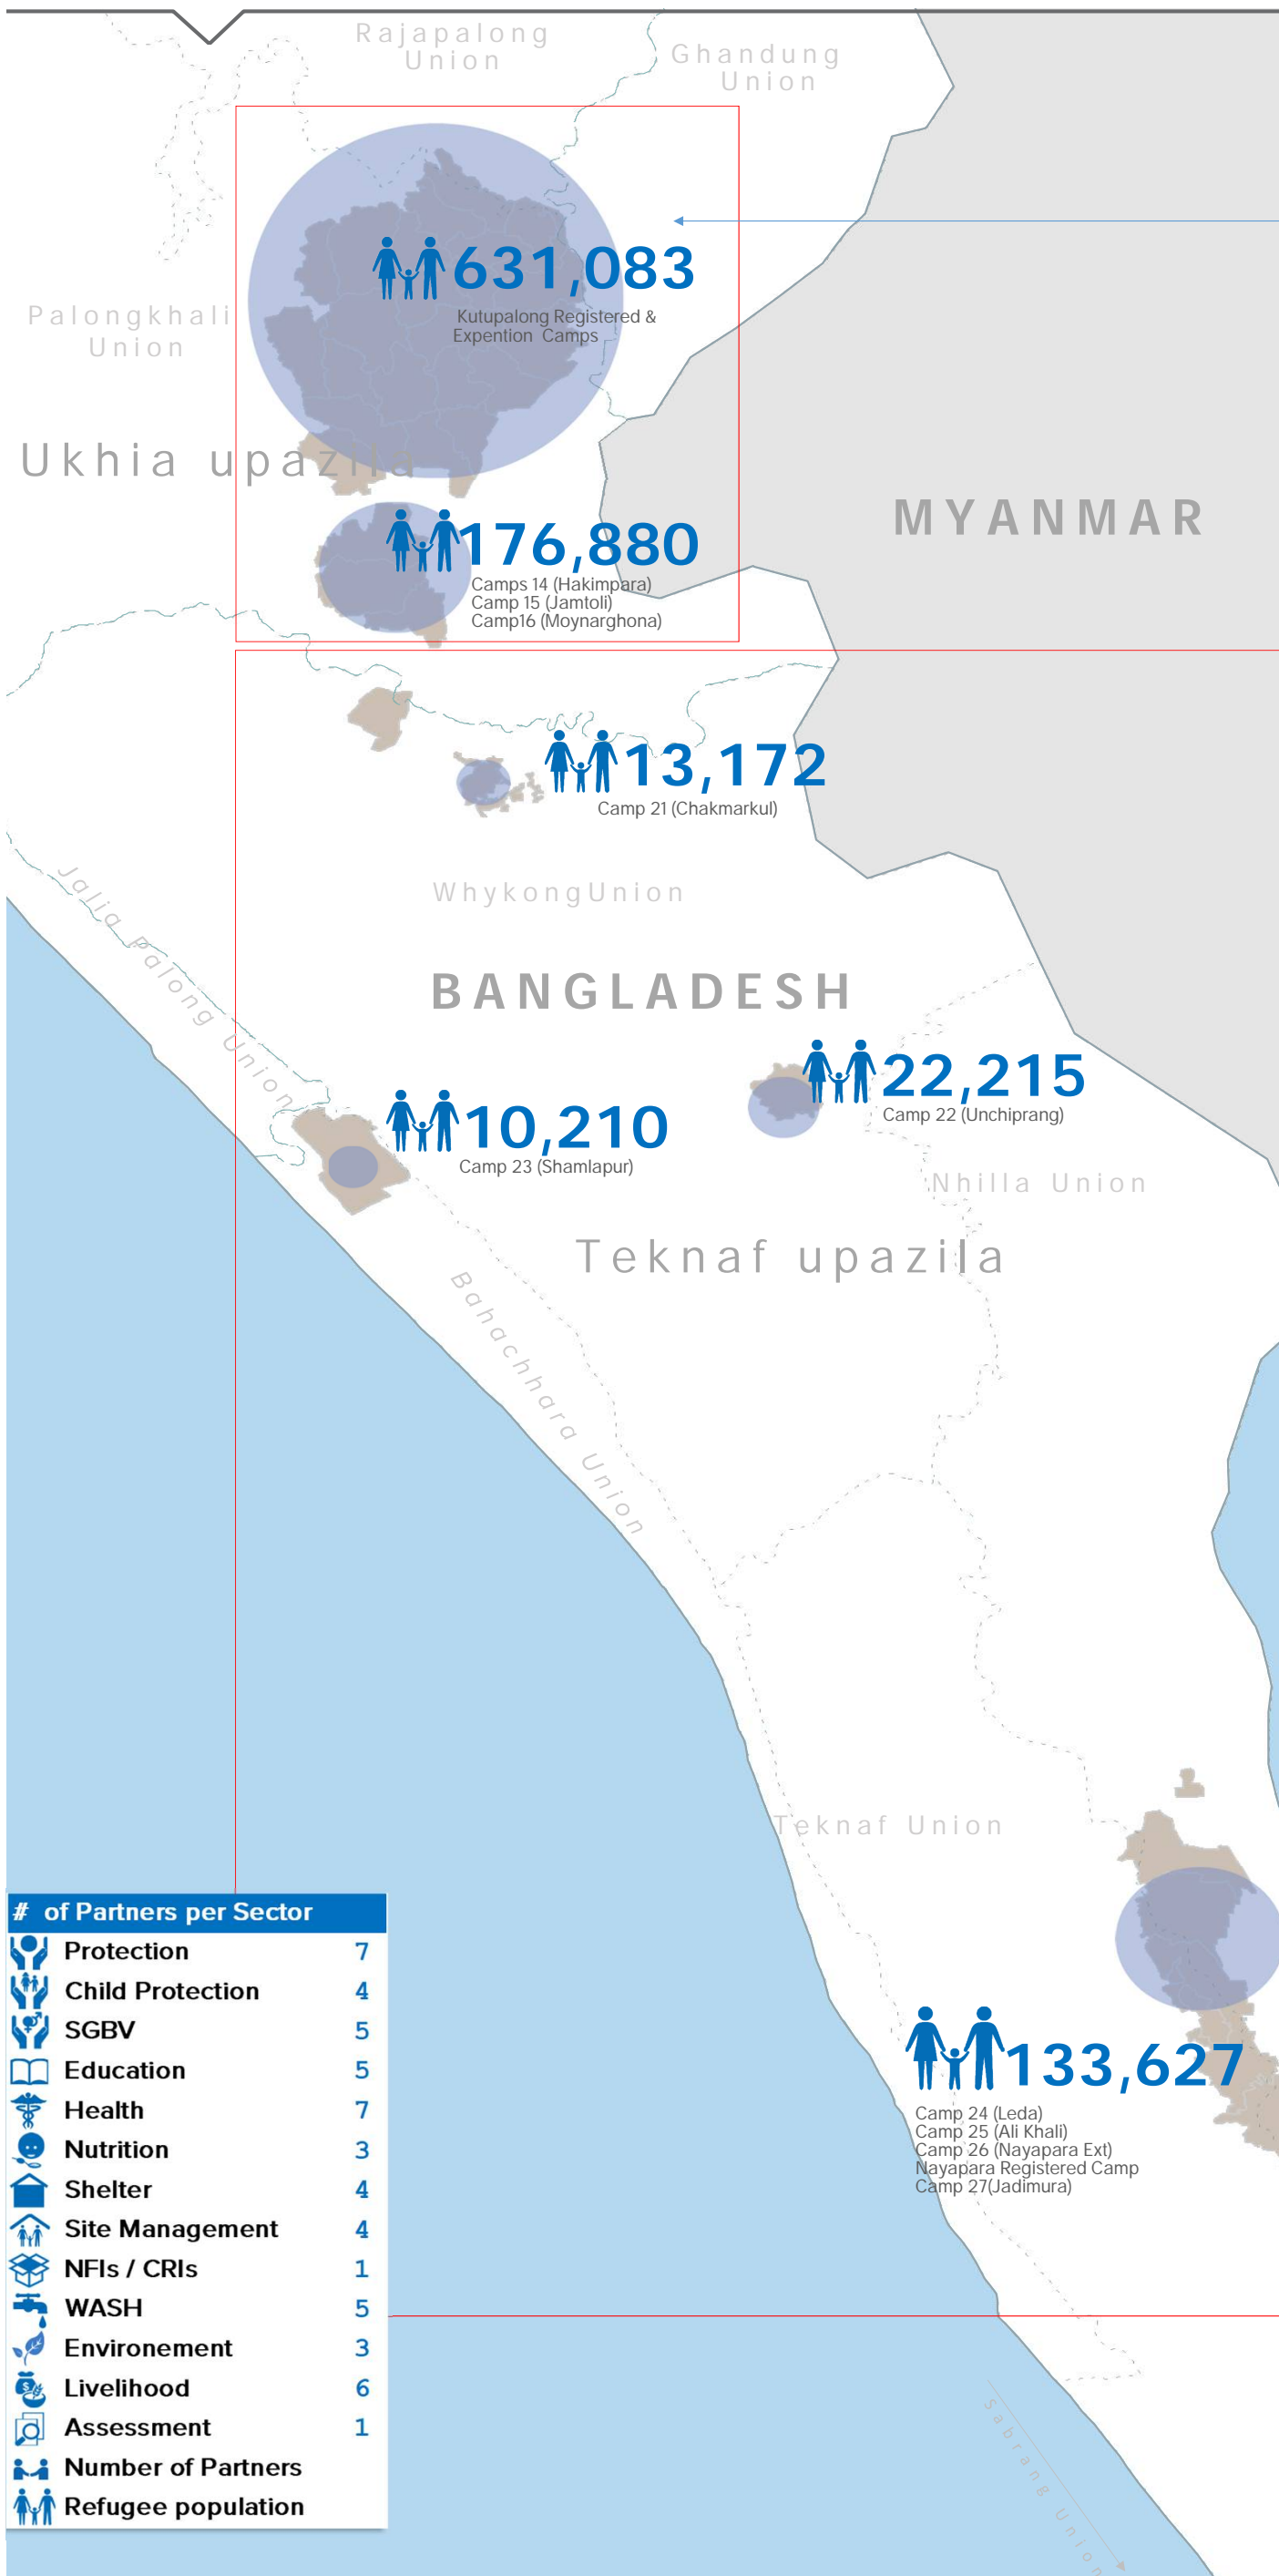 Rajapalong
Union
Ghandung
Union
631,083
Kutupalong Registered &
Expention Camps
Palongkhali
Union
Ukhia upazila
MYANMAR
176,880
Camps 14 (Hakimpara)
Camp 15 (Jamtoli)
Camp16 (Moynarghona)
13,172
Camp 21 (Chakmarkul)
WhykongUnion
Jalia Palong Union
BANGLADESH
22,215
Camp 22 (Unchiprang)
10,210
Camp 23 (Shamlapur)
Nhilla Union
Teknaf upazila
Bahachhara Union
Teknaf Union
133,627
Camp 24 (Leda)
Camp 25 (Ali Khali)
Camp 26 (Nayapara Ext)
Nayapara Registered Camp
Camp 27(Jadimura)
Sabrang Union
# of Partners per Sector
Protection 7
Child Protection 4
SGBV 5
Education 5
Health 7
Nutrition 3
Shelter 4
Site Management 4
NFIs / CRIs 1
WASH 5
Environement 3
Livelihood 6
Assessment 1
Number of Partners
Refugee population